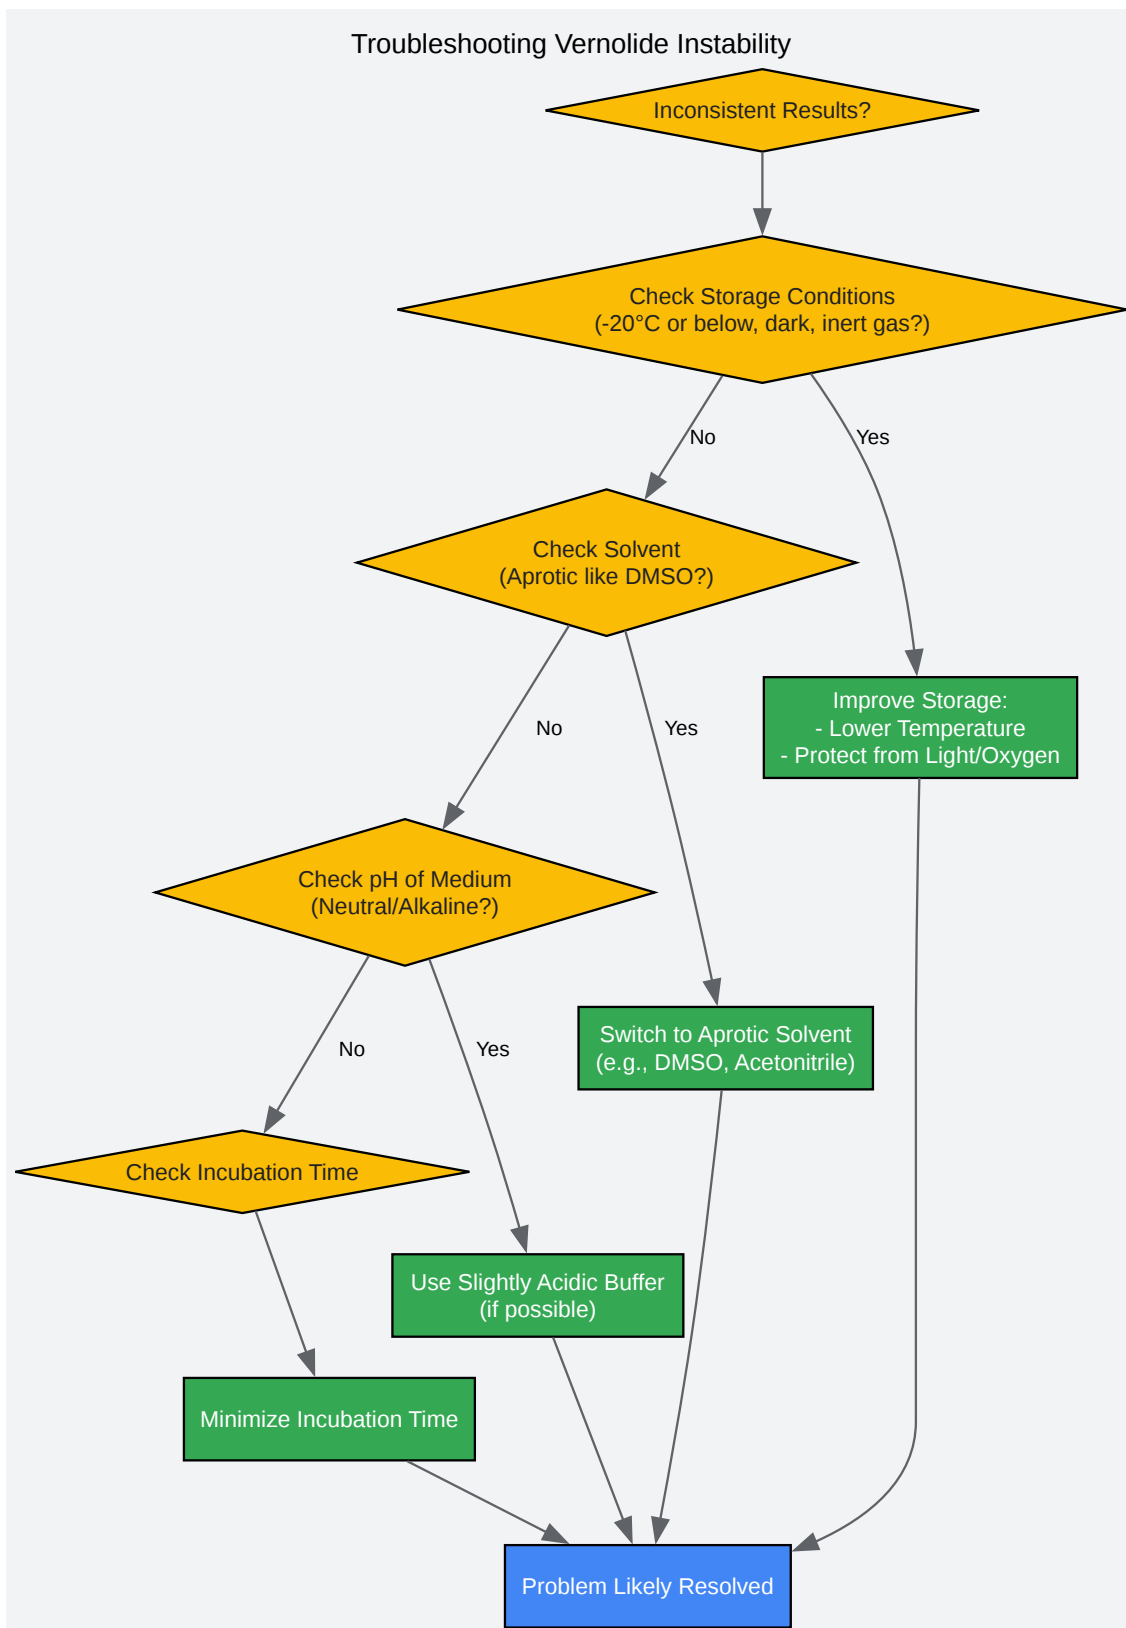 Troubleshooting Vernolide Instability
Inconsistent Results?
Check Storage Conditions
(-20°C or below, dark, inert gas?)
No
Yes
Check Solvent
(Aprotic like DMSO?)
Improve Storage:
- Lower Temperature
- Protect from Light/Oxygen
No
Yes
Check pH of Medium
(Neutral/Alkaline?)
Switch to Aprotic Solvent
(e.g., DMSO, Acetonitrile)
No
Yes
Check Incubation Time
Use Slightly Acidic Buffer
(if possible)
Minimize Incubation Time
Problem Likely Resolved